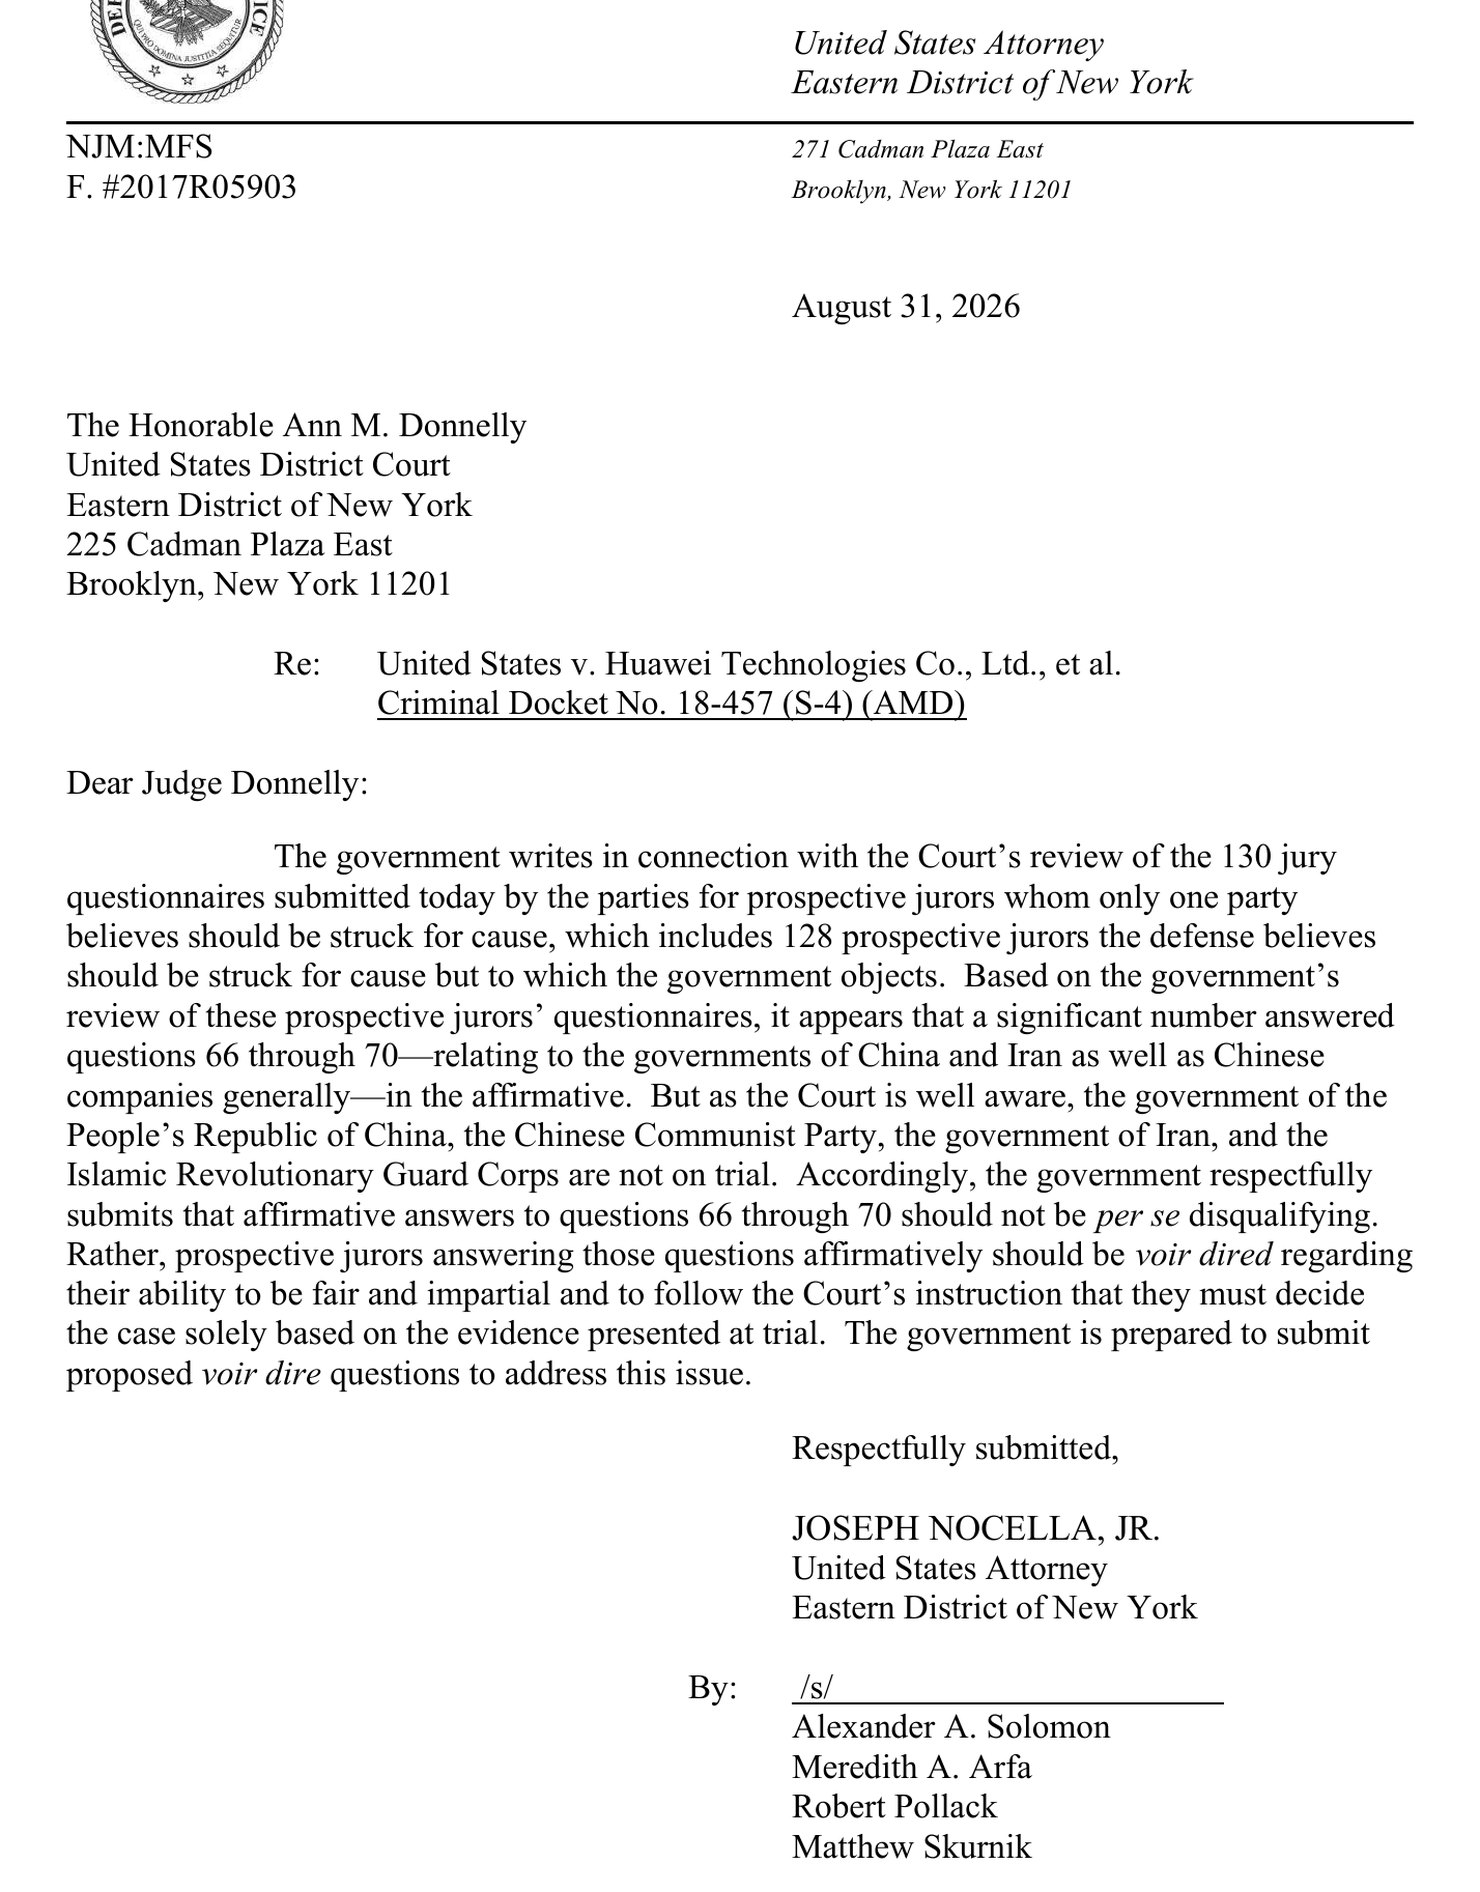 QUI PRO DOMINA JUSTITIA SEQUITUR
United States Attorney
Eastern District of New York
NJM:MFS
F. #2017R05903
271 Cadman Plaza East
Brooklyn, New York 11201
August 31, 2026
The Honorable Ann M. Donnelly
United States District Court
Eastern District of New York
225 Cadman Plaza East
Brooklyn, New York 11201
Re: United States v. Huawei Technologies Co., Ltd., et al.
Criminal Docket No. 18-457 (S-4) (AMD)
Dear Judge Donnelly:
The government writes in connection with the Court’s review of the 130 jury
questionnaires submitted today by the parties for prospective jurors whom only one party
believes should be struck for cause, which includes 128 prospective jurors the defense believes
should be struck for cause but to which the government objects. Based on the government’s
review of these prospective jurors’ questionnaires, it appears that a significant number answered
questions 66 through 70—relating to the governments of China and Iran as well as Chinese
companies generally—in the affirmative. But as the Court is well aware, the government of the
People’s Republic of China, the Chinese Communist Party, the government of Iran, and the
Islamic Revolutionary Guard Corps are not on trial. Accordingly, the government respectfully
submits that affirmative answers to questions 66 through 70 should not be per se disqualifying.
Rather, prospective jurors answering those questions affirmatively should be voir dired regarding
their ability to be fair and impartial and to follow the Court’s instruction that they must decide
the case solely based on the evidence presented at trial. The government is prepared to submit
proposed voir dire questions to address this issue.
Respectfully submitted,
JOSEPH NOCELLA, JR.
United States Attorney
Eastern District of New York
By: /s/
Alexander A. Solomon
Meredith A. Arfa
Robert Pollack
Matthew Skurnik